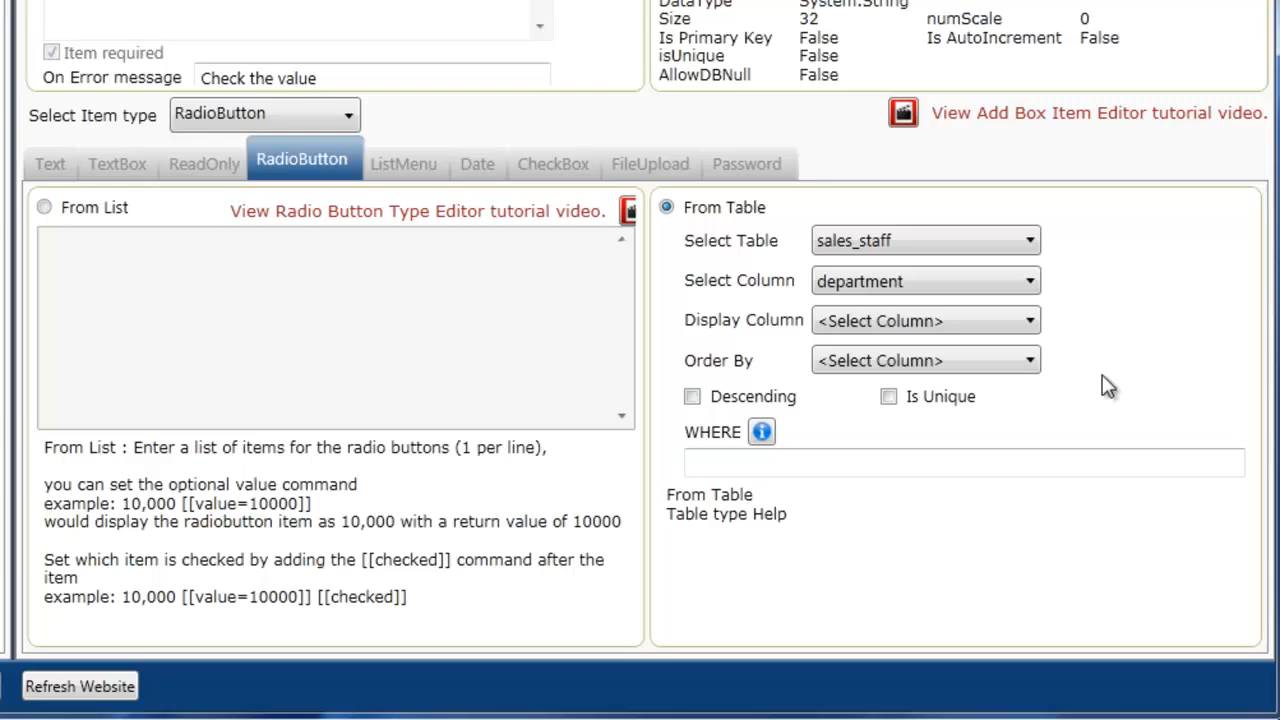 DataType System.String
Size 32 numScale 0
Is Primary Key False Is AutoIncrement False
isUnique False
AllowDBNull False
Item required
On Error message Check the value
Select Item type RadioButton
View Add Box Item Editor tutorial video.
Text TextBox ReadOnly RadioButton ListMenu Date CheckBox FileUpload Password
From List View Radio Button Type Editor tutorial video.
From List : Enter a list of items for the radio buttons (1 per line),
you can set the optional value command
example: 10,000 [[value=10000]]
would display the radiobutton item as 10,000 with a return value of 10000
Set which item is checked by adding the [[checked]] command after the
item
example: 10,000 [[value=10000]] [[checked]]
From Table
Select Table sales_staff
Select Column department
Display Column <Select Column>
Order By <Select Column>
Descending Is Unique
WHERE
From Table
Table type Help
Refresh Website